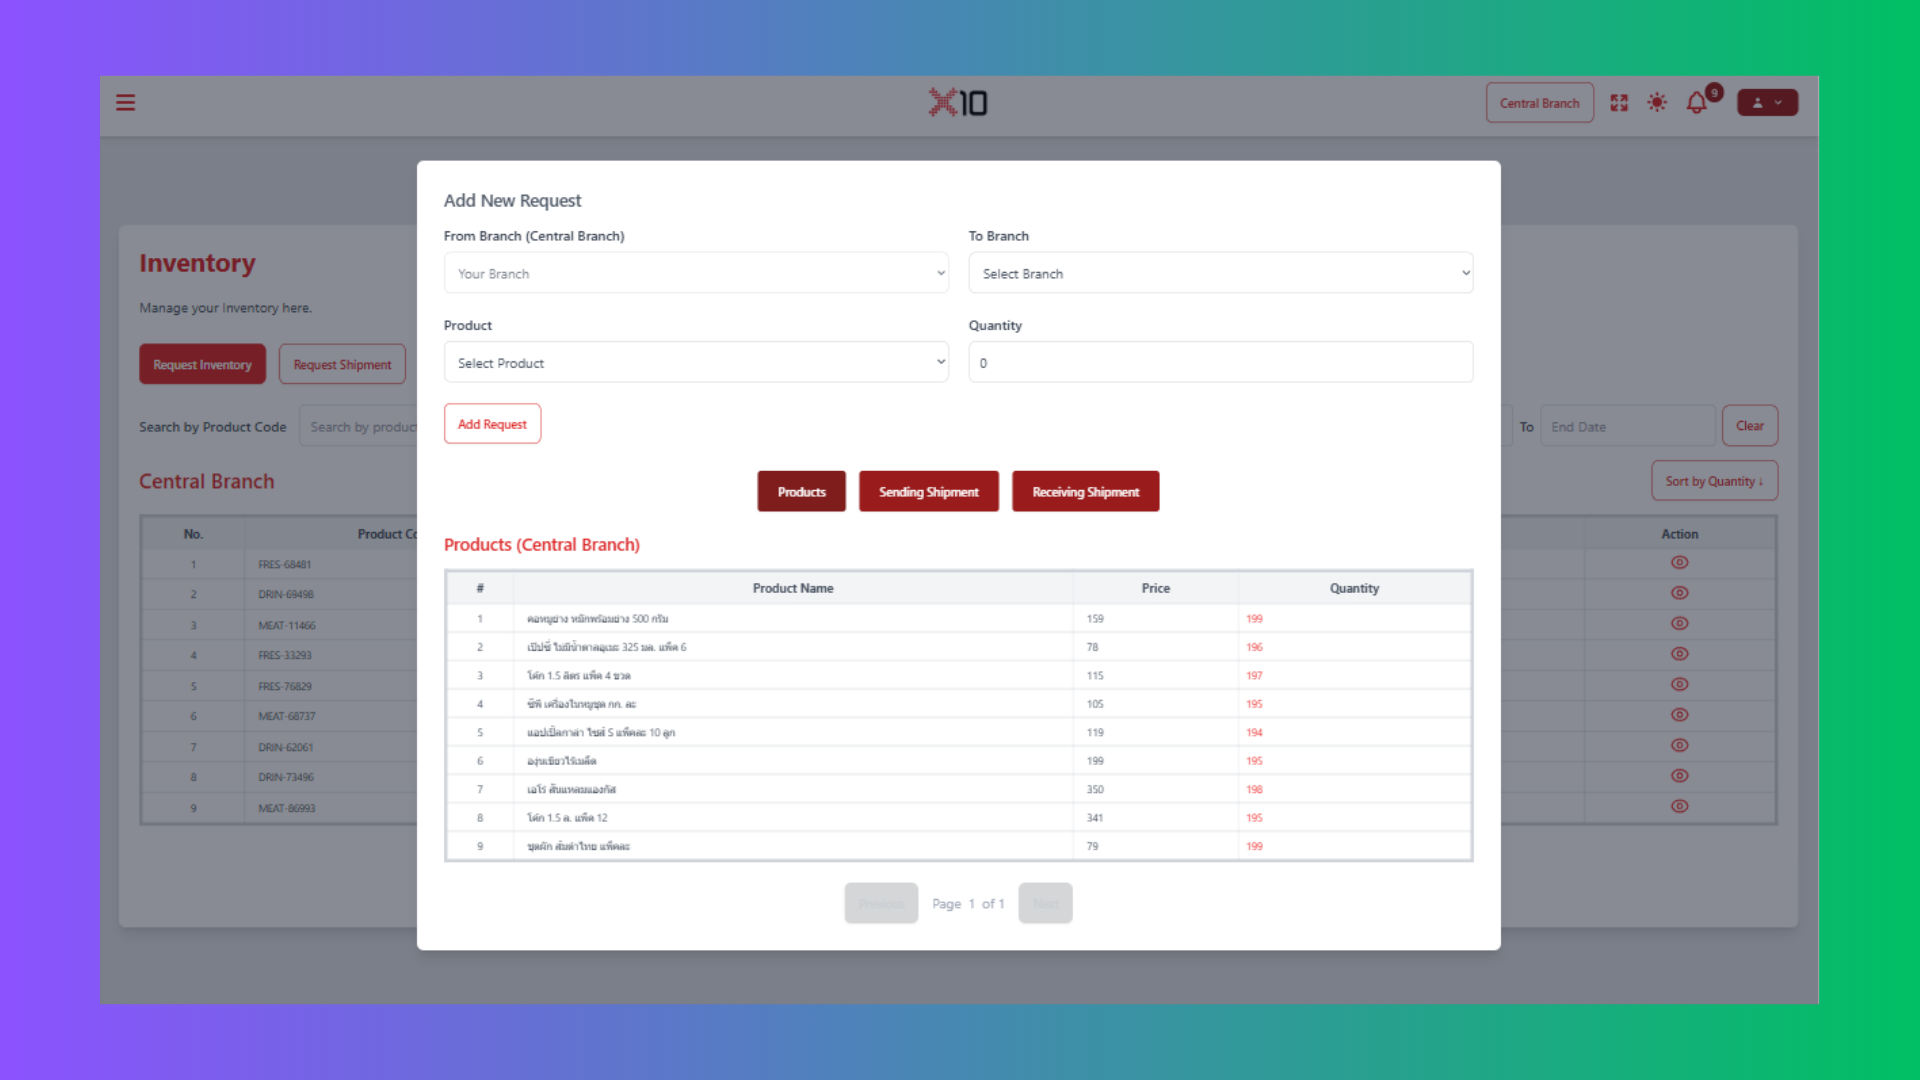 X10
Central Branch
9
Add New Request
From Branch (Central Branch)
To Branch
Your Branch
Select Branch
Product
Quantity
Select Product
0
Add Request
Products
Sending Shipment
Receiving Shipment
Products (Central Branch)
# Product Name Price Quantity
1 คอหมูย่าง หมักพร้อมย่าง 500 กรัม 159 199
2 เป๊ปซี่ ไม่มีน้ำตาล 325 มล. แพ็ค 6 78 196
3 โค้ก 1.5 ลิตร แพ็ค 4 ขวด 115 197
4 ซีพี เครื่องในหมูชุด กก. ละ 105 195
5 แอปเปิ้ลกาล่า ไซส์ S แพ็คละ 10 ลูก 119 194
6 องุ่นเขียวไร้เมล็ด 199 195
7 เอโร่ สันแหลมแองกัส 350 198
8 โค้ก 1.5 ล. แพ็ค 12 341 195
9 ชุดผัก ส้มตำไทย แพ็คละ 79 199
Previous
Page 1 of 1
Next
Inventory
Manage your Inventory here.
Request Inventory
Request Shipment
Search by Product Code
Search by produc
To
End Date
Clear
Central Branch
Sort by Quantity ↓
No. Product Co Action
1 FRES-68481
2 DRIN-69498
3 MEAT-11466
4 FRES-33293
5 FRES-76829
6 MEAT-68737
7 DRIN-62061
8 DRIN-73496
9 MEAT-86993